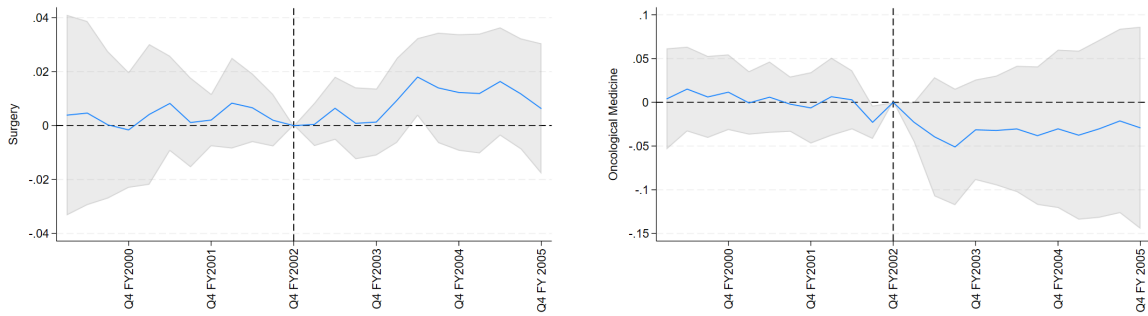 Surgery
.04
.02
0
-.02
-.04
Q4 FY2000
Q4 FY2001
Q4 FY2002
Q4 FY2003
Q4 FY2004
Q4 FY 2005
Oncological Medicine
.1
.05
0
-.05
-.1
-.15
Q4 FY2000
Q4 FY2001
Q4 FY2002
Q4 FY2003
Q4 FY2004
Q4 FY 2005